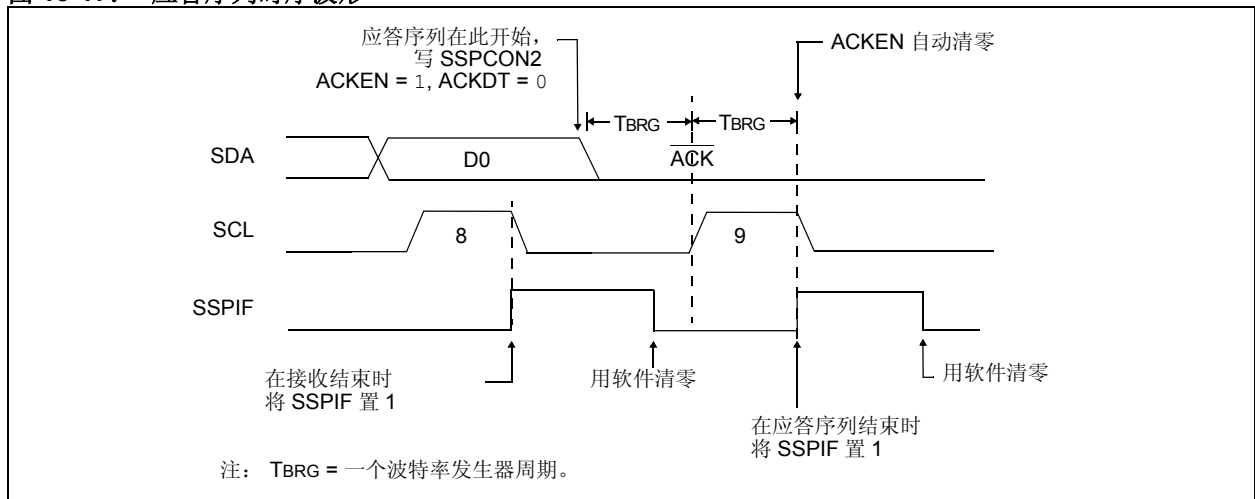 应答序列在此开始，
写 SSPCON2
ACKEN = 1, ACKDT = 0
ACKEN 自动清零
TBRG
TBRG
SDA
D0
ACK
SCL
8
9
SSPIF
在接收结束时
将 SSPIF 置 1
用软件清零
用软件清零
在应答序列结束时
将 SSPIF 置 1
注： TBRG = 一个波特率发生器周期。